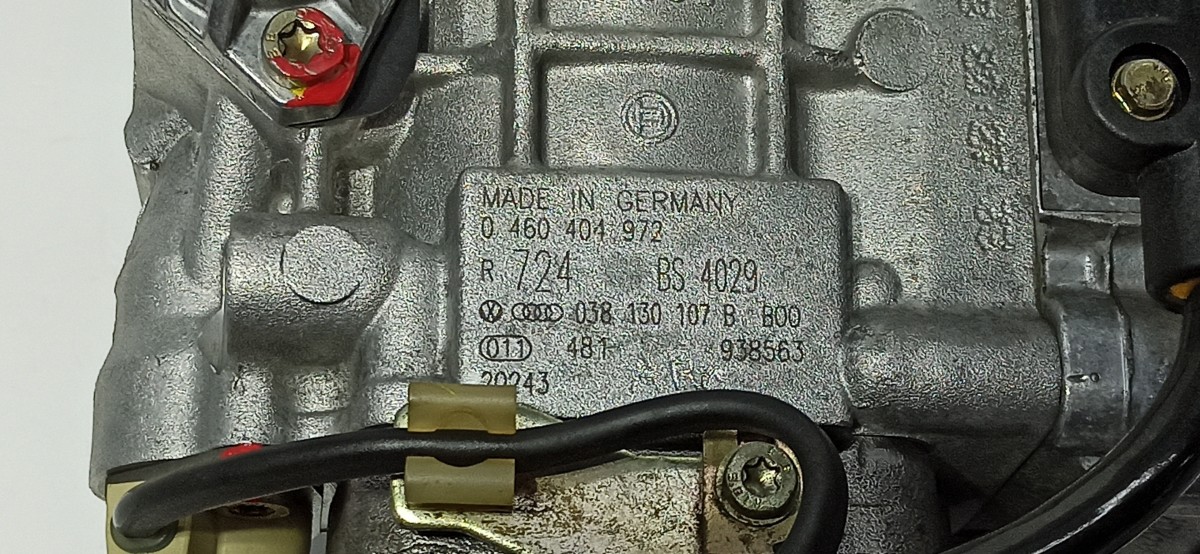 MADE IN GERMANY
0 460 404 972
R 724 BS 4029
038 130 107 B B00
011 481 938563
20243